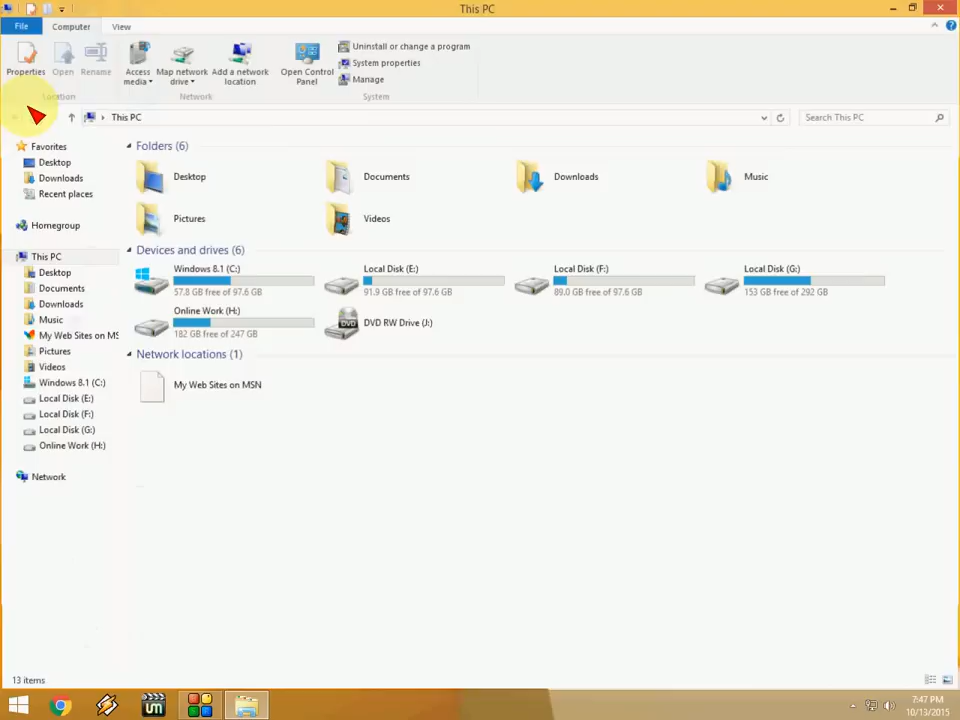 This PC
File
Computer
View
Properties
Open
Rename
Access media
Map network drive
Add a network location
Open Control Panel
Uninstall or change a program
System properties
Manage
Location
Network
System
This PC
Search This PC
Favorites
Desktop
Downloads
Recent places
Homegroup
This PC
Desktop
Documents
Downloads
Music
My Web Sites on MS
Pictures
Videos
Windows 8.1 (C:)
Local Disk (E:)
Local Disk (F:)
Local Disk (G:)
Online Work (H:)
Network
Folders (6)
Desktop
Documents
Downloads
Music
Pictures
Videos
Devices and drives (6)
Windows 8.1 (C:)
57.8 GB free of 97.6 GB
Local Disk (E:)
91.9 GB free of 97.6 GB
Local Disk (F:)
89.0 GB free of 97.6 GB
Local Disk (G:)
153 GB free of 292 GB
Online Work (H:)
182 GB free of 247 GB
DVD
DVD RW Drive (J:)
Network locations (1)
My Web Sites on MSN
13 items
um
7:47 PM
10/13/2015